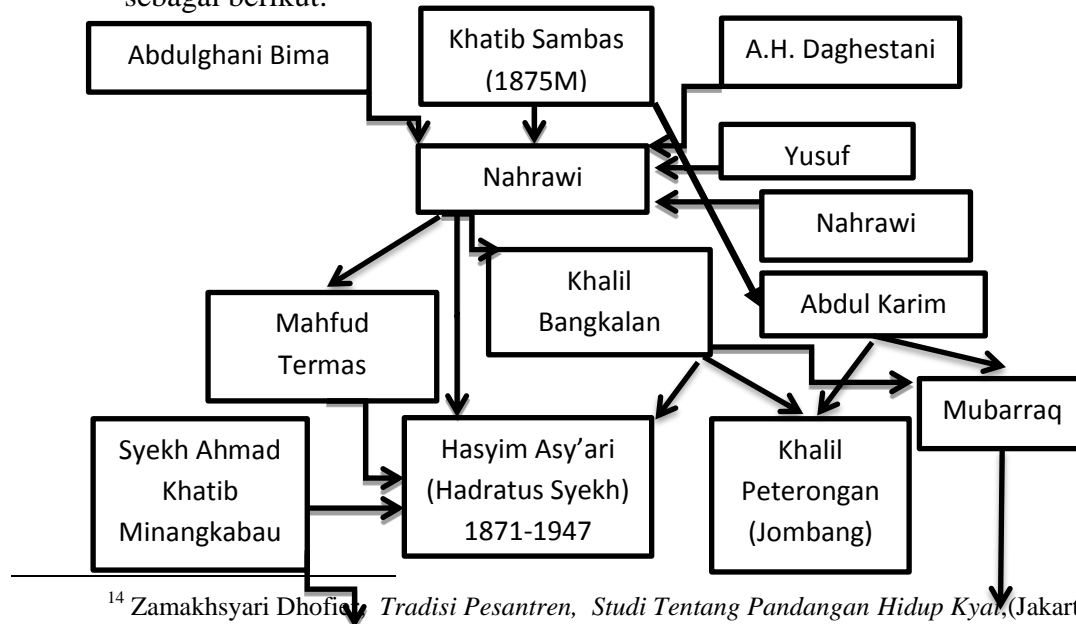 sebagai berikut:
Abdulghani Bima
Khatib Sambas
(1875M)
A.H. Daghestani
Yusuf
Nahrawi
Nahrawi
Khalil
Bangkalan
Abdul Karim
Mahfud
Termas
Mubarraq
Syekh Ahmad
Khatib
Minangkabau
Hasyim Asy’ari
(Hadratus Syekh)
1871-1947
Khalil
Peterongan
(Jombang)
14 Zamakhsyari Dhofier, Tradisi Pesantren, Studi Tentang Pandangan Hidup Kyai,(Jakart